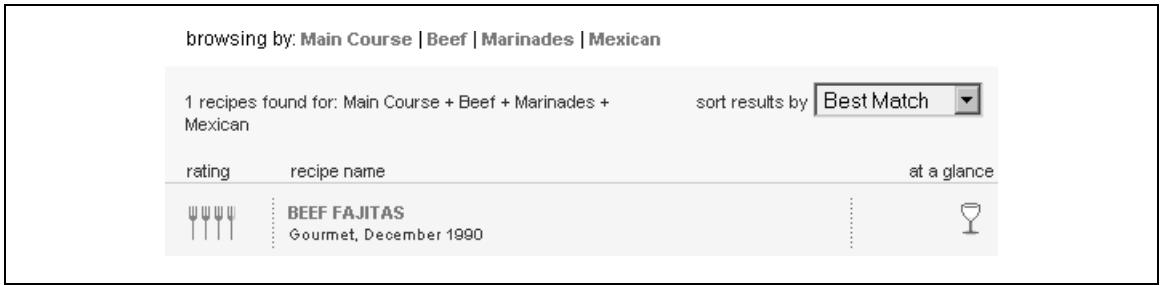 browsing by: Main Course | Beef | Marinades | Mexican
1 recipes found for: Main Course + Beef + Marinades +
Mexican
sort results by Best Match
rating recipe name at a glance
BEEF FAJITAS
Gourmet, December 1990